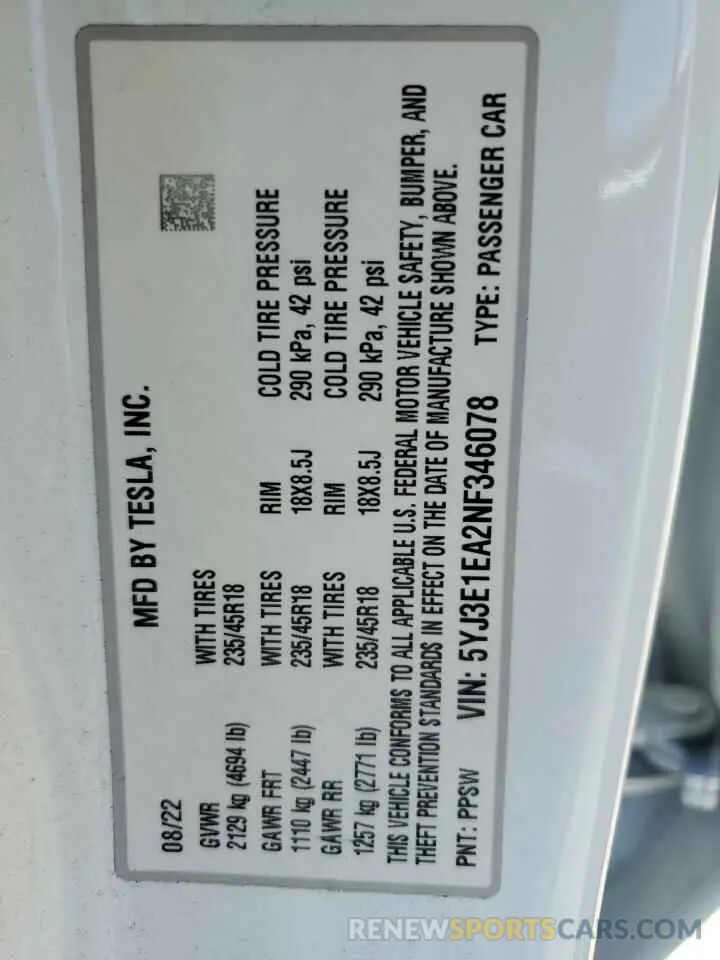 MFD BY TESLA, INC.
08/22
GVWR WITH TIRES
2129 kg (4694 lb) 235/45R18
GAWR FRT WITH TIRES RIM COLD TIRE PRESSURE
1110 kg (2447 lb) 235/45R18 18X8.5J 290 kPa, 42 psi
GAWR RR WITH TIRES RIM COLD TIRE PRESSURE
1257 kg (2771 lb) 235/45R18 18X8.5J 290 kPa, 42 psi
THIS VEHICLE CONFORMS TO ALL APPLICABLE U.S. FEDERAL MOTOR VEHICLE SAFETY, BUMPER, AND
THEFT PREVENTION STANDARDS IN EFFECT ON THE DATE OF MANUFACTURE SHOWN ABOVE.
PNT: PPSW VIN: 5YJ3E1EA2NF346078 TYPE: PASSENGER CAR
RENEWSPORTSCARS.COM